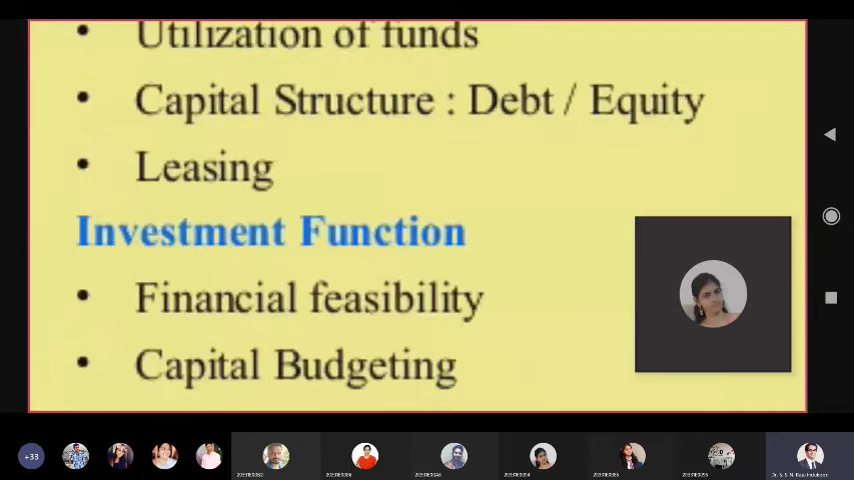 Utilization of funds
Capital Structure : Debt / Equity
Leasing
Investment Function
Financial feasibility
Capital Budgeting
+33